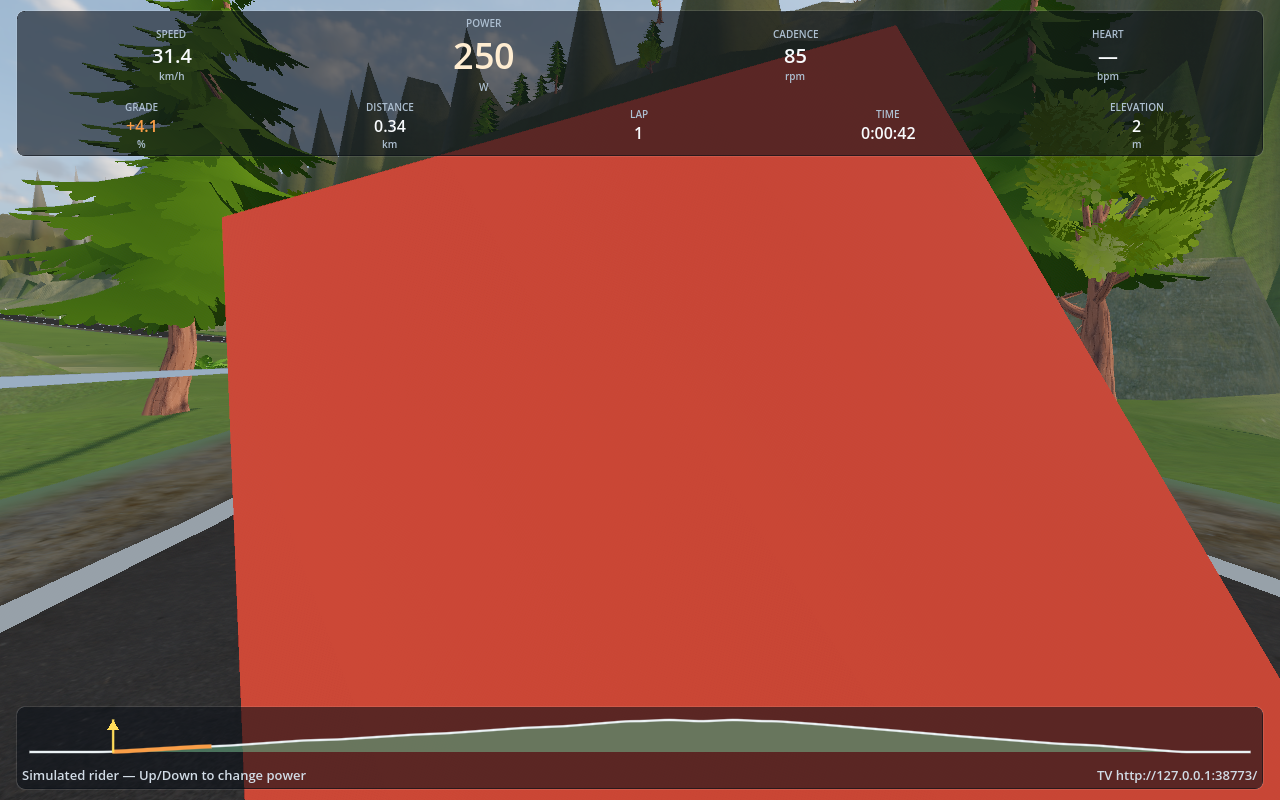 SPEED
31.4
km/h
POWER
250
W
CADENCE
85
rpm
HEART
—
bpm
GRADE
+4.1
%
DISTANCE
0.34
km
LAP
1
TIME
0:00:42
ELEVATION
2
m
Simulated rider — Up/Down to change power
TV http://127.0.0.1:38773/